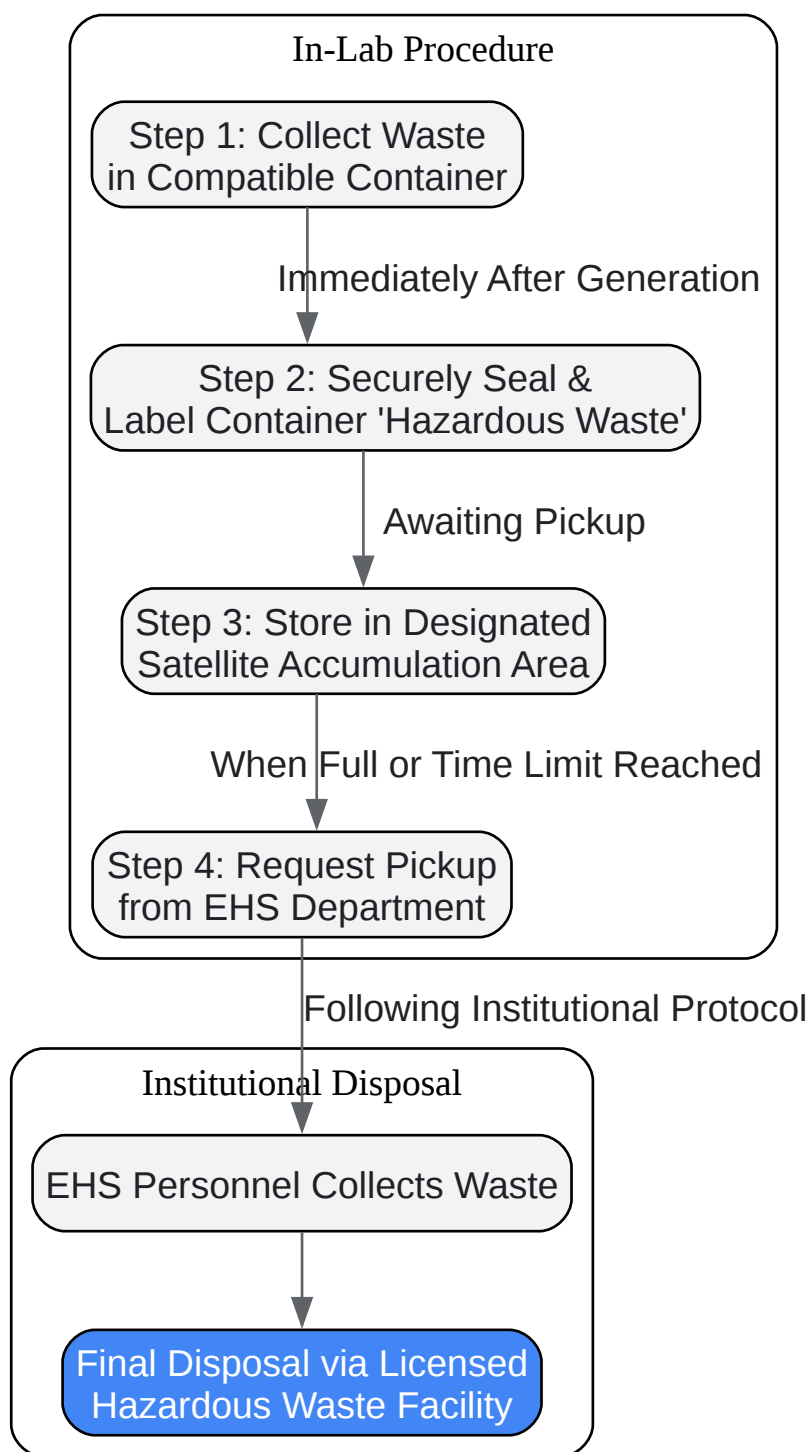 In-Lab Procedure
Step 1: Collect Waste
in Compatible Container
Immediately After Generation
Step 2: Securely Seal &
Label Container 'Hazardous Waste'
Awaiting Pickup
Step 3: Store in Designated
Satellite Accumulation Area
When Full or Time Limit Reached
Step 4: Request Pickup
from EHS Department
Following Institutional Protocol
Institutional Disposal
EHS Personnel Collects Waste
Final Disposal via Licensed
Hazardous Waste Facility